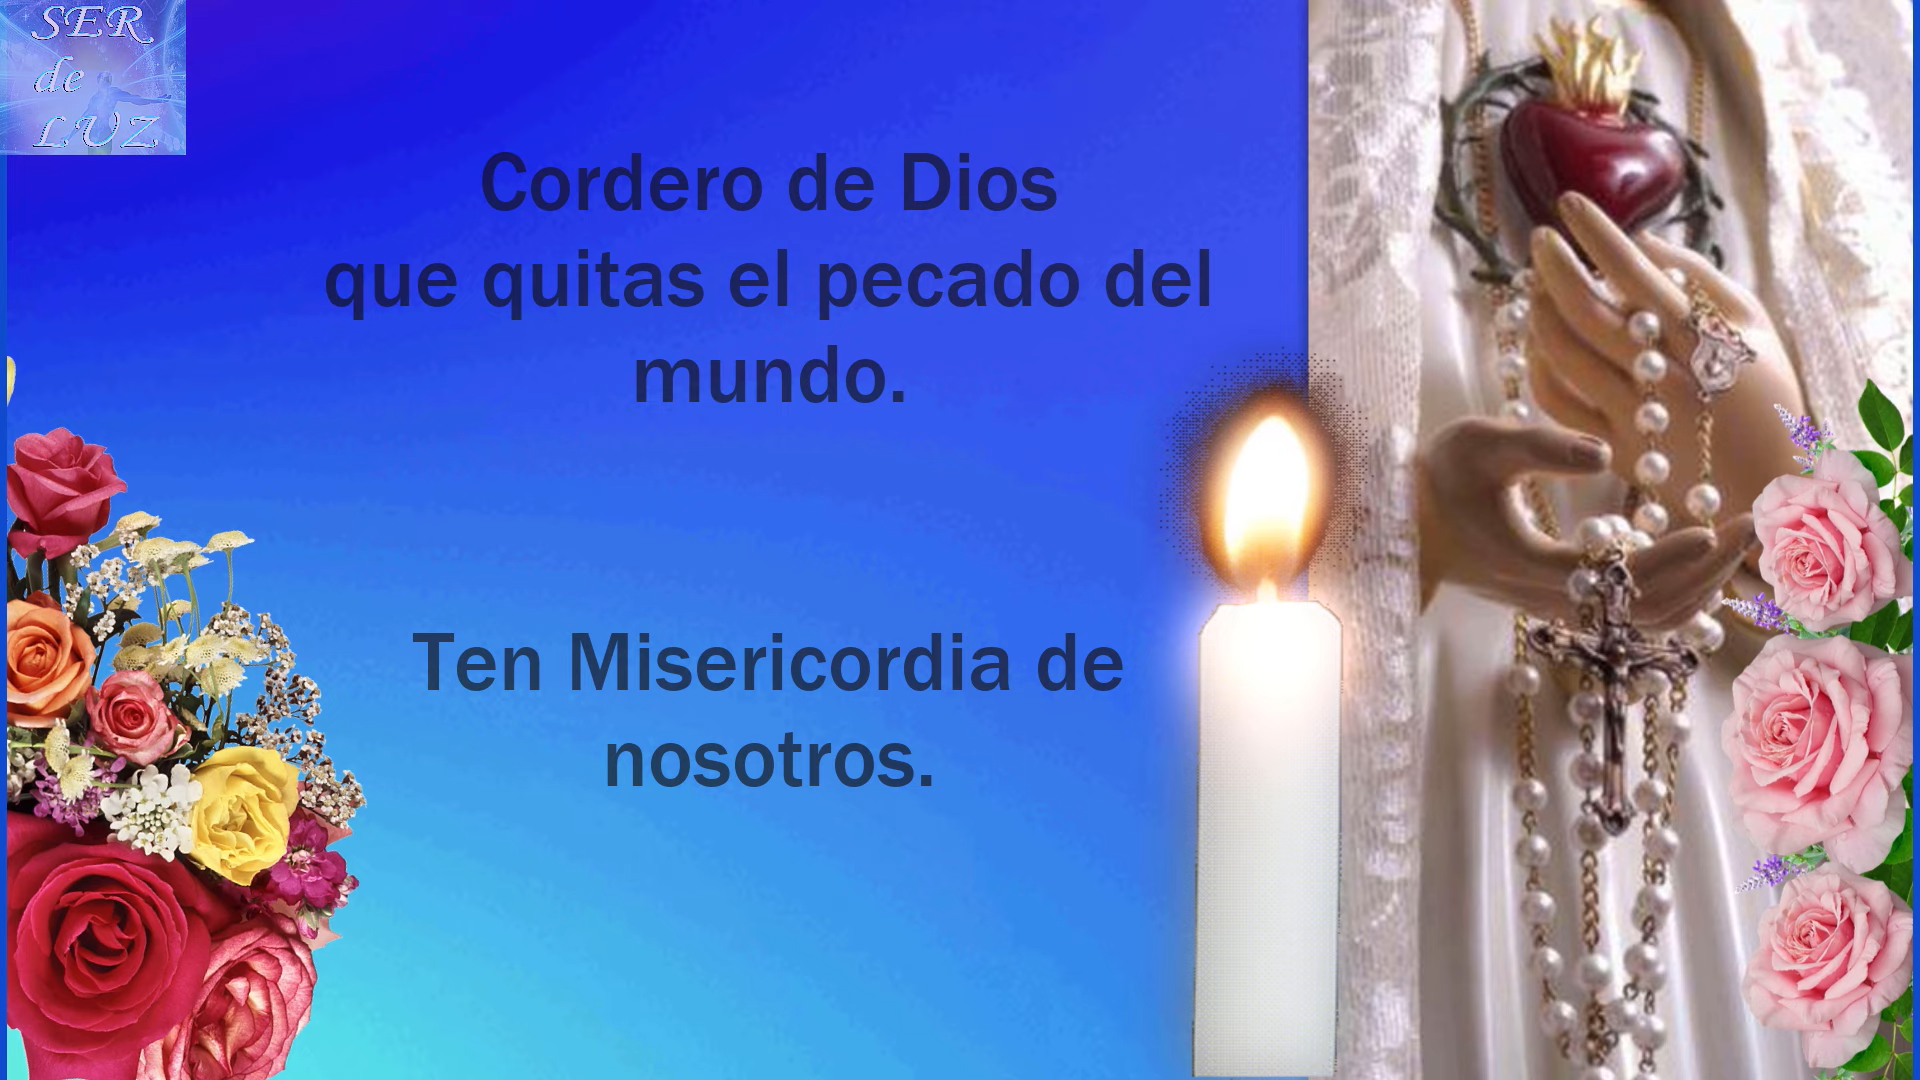 SER
de
LUZ
Cordero de Dios
que quitas el pecado del
mundo.
Ten Misericordia de
nosotros.